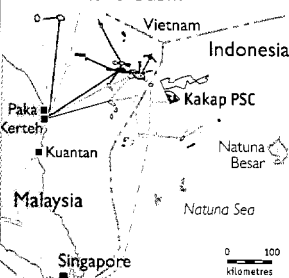 Vietnam
Indonesia
Kakap PSC
Paka
Kerteh
Kuantan
Natuna
Besar
Malaysia
Natuna Sea
Singapore
0 100
kilometres